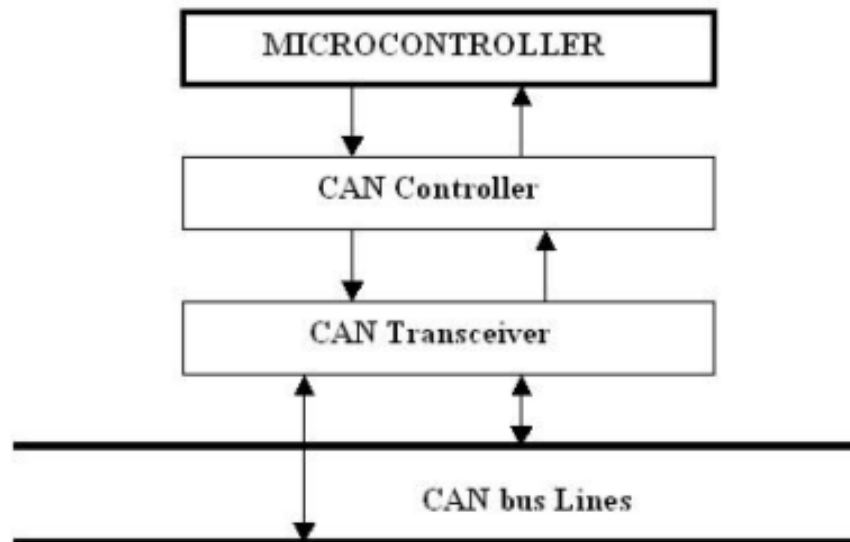 MICROCONTROLLER
CAN Controller
CAN Transceiver
CAN bus Lines